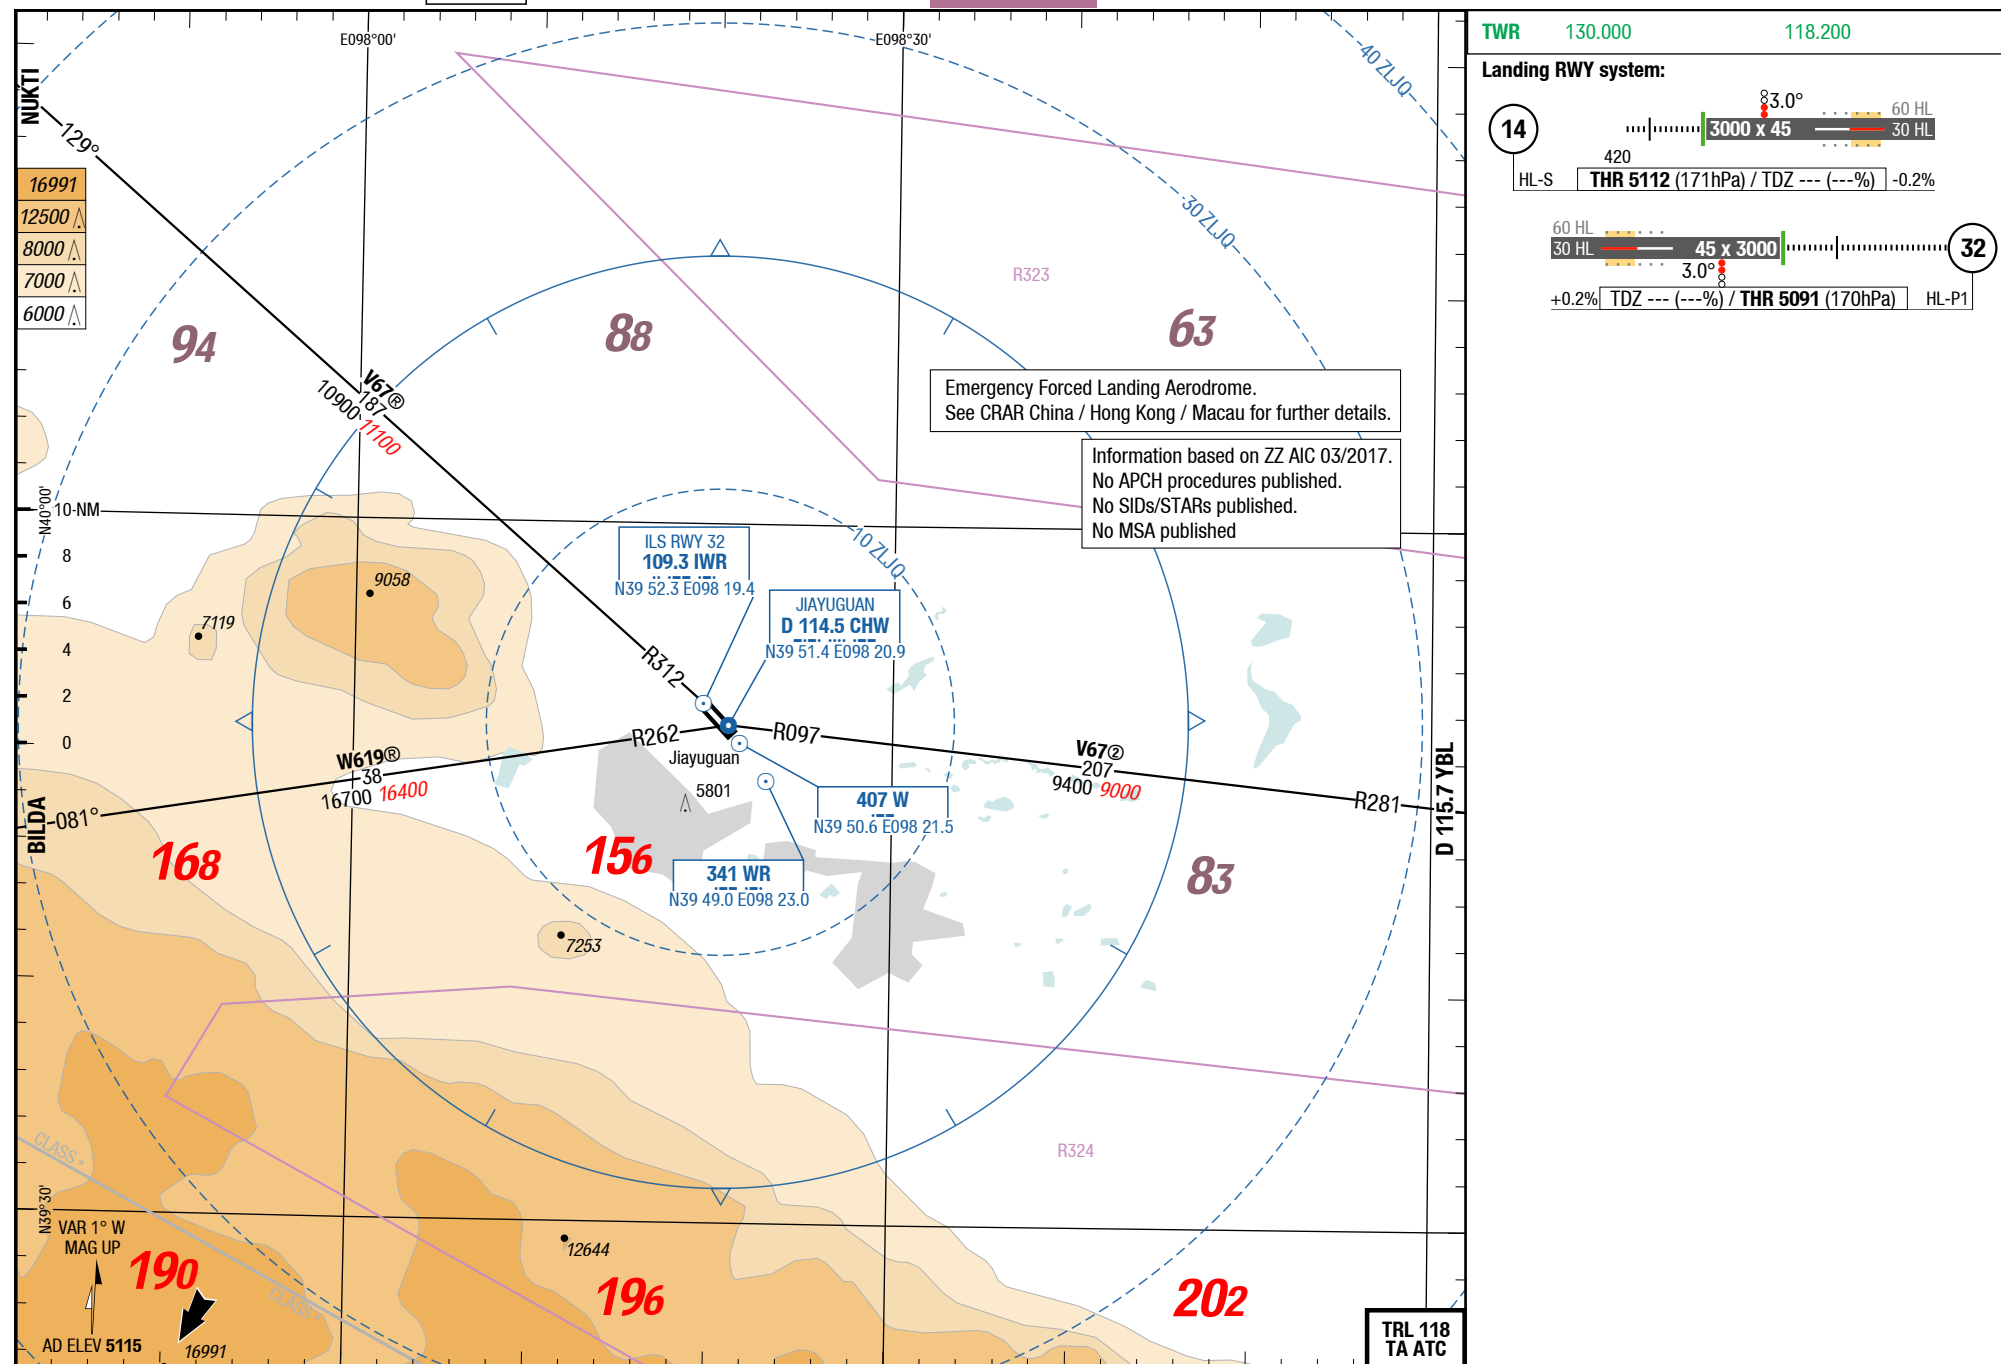 E098°00'
E098°30'
40 ZLJQ
NUKTI
129°
16991
12500
8000
7000
6000
30 ZLJQ
R323
94
88
63
V67®
187
10900
11100
Emergency Forced Landing Aerodrome.
See CRAR China / Hong Kong / Macau for further details.
Information based on ZZ AIC 03/2017.
No APCH procedures published.
No SIDs/STARs published.
No MSA published
N40°00'
10-NM
8
6
4
2
0
10 ZLJQ
ILS RWY 32
109.3 IWR
N39 52.3 E098 19.4
JIAYUGUAN
D 114.5 CHW
N39 51.4 E098 20.9
9058
7119
R312
R262
R097
Jiayuguan
5801
W619®
38
16700 16400
V67②
207
9400 9000
R281
D 115.7 YBL
081°
BILDA
407 W
N39 50.6 E098 21.5
341 WR
N39 49.0 E098 23.0
168
156
83
7253
R324
CLASS *
N39°30'
VAR 1° W
MAG UP
190
CLASS *
12644
196
202
AD ELEV 5115
16991
TRL 118
TA ATC
TWR 130.000 118.200
Landing RWY system:
14
3.0°
60 HL
3000 x 45
30 HL
420
HL-S
THR 5112 (171hPa) / TDZ --- (---%) -0.2%
60 HL
30 HL
45 x 3000
32
3.0°
+0.2% TDZ --- (---%) / THR 5091 (170hPa) HL-P1